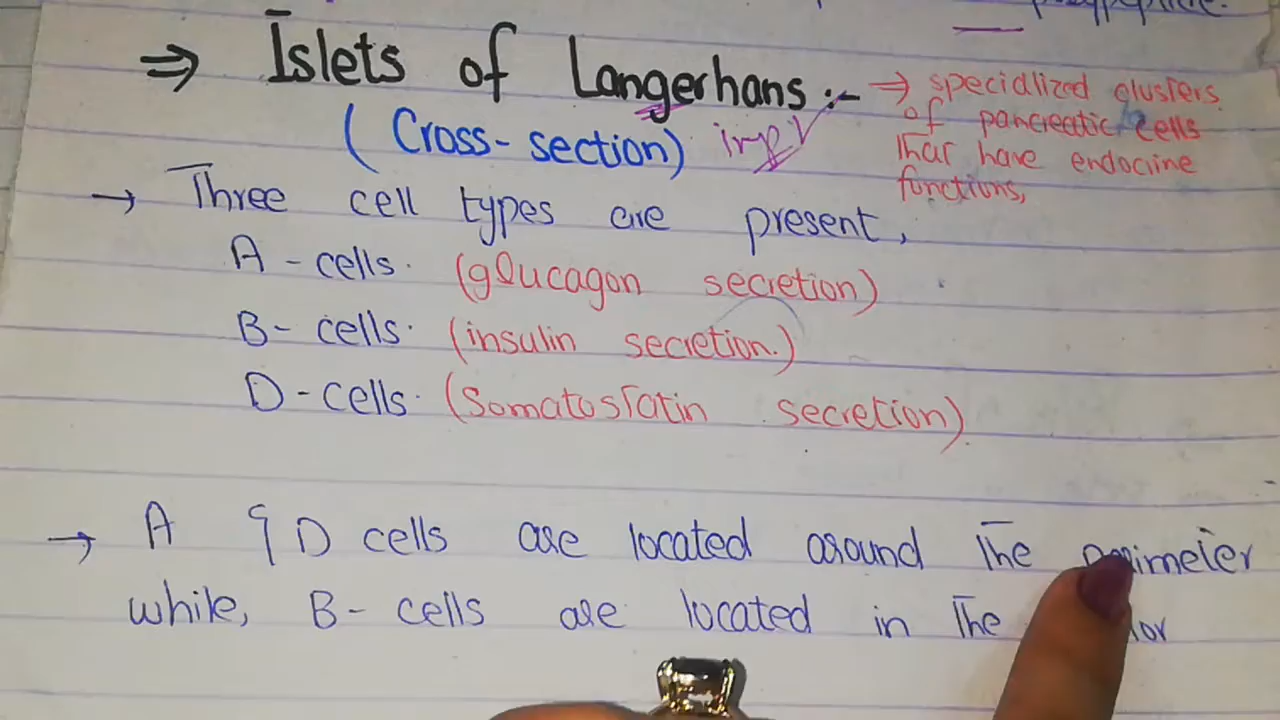 ⇒ Islets of Langerhans :-
(Cross-section) imp
⇒ specialized clusters
of pancreatic cells
That have endocrine
functions,
→ Three cell types are present,
A - cells. (glucagon secretion)
B - cells. (insulin secretion.)
D - cells. (Somatostatin secretion)
→ A & D cells are located around The perimeter
while, B - cells are located in The